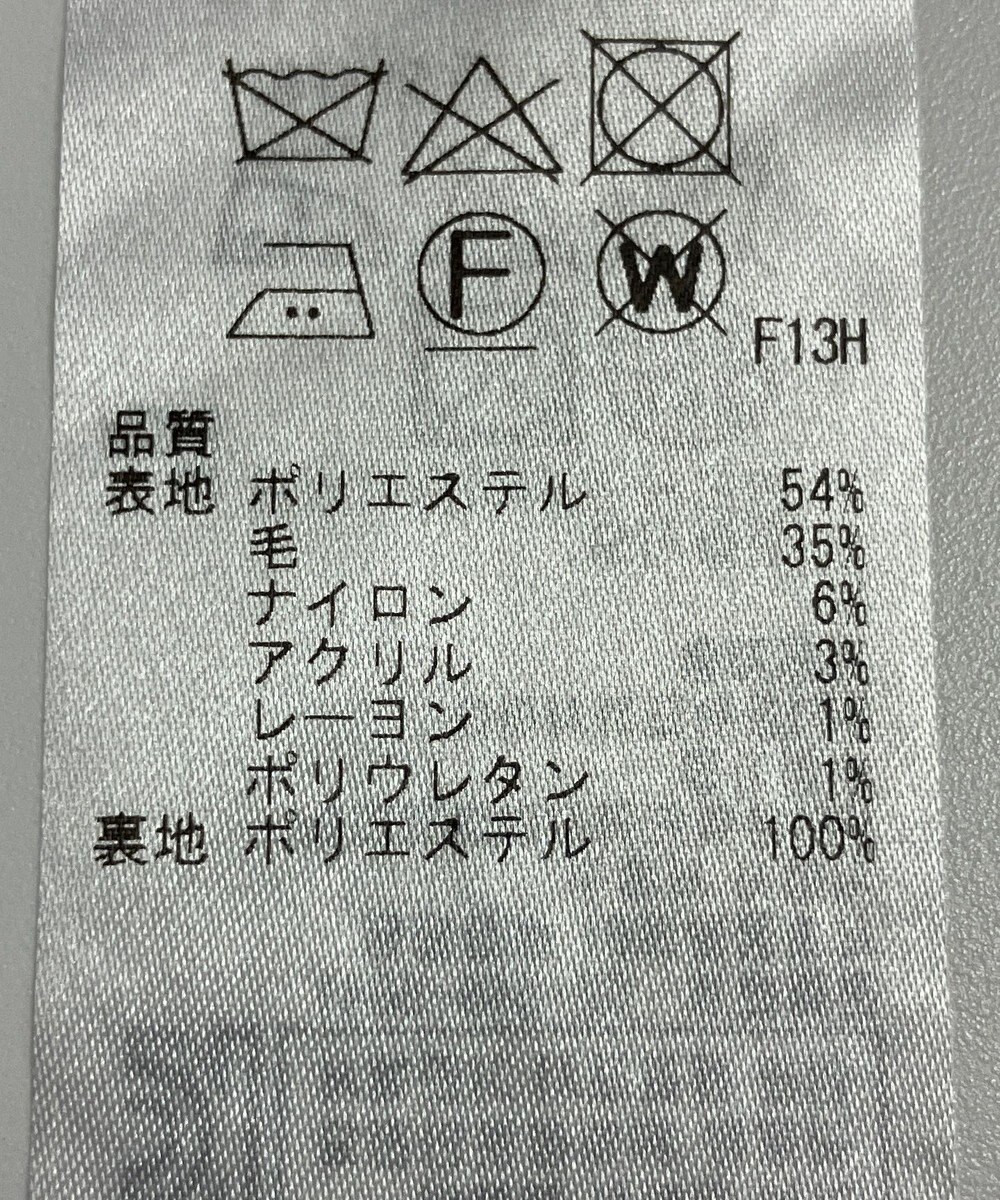 F W
F13H
品質
表地 ポリエステル 54%
毛 35%
ナイロン 6%
アクリル 3%
レーヨン 1%
ポリウレタン 1%
裏地 ポリエステル 100%